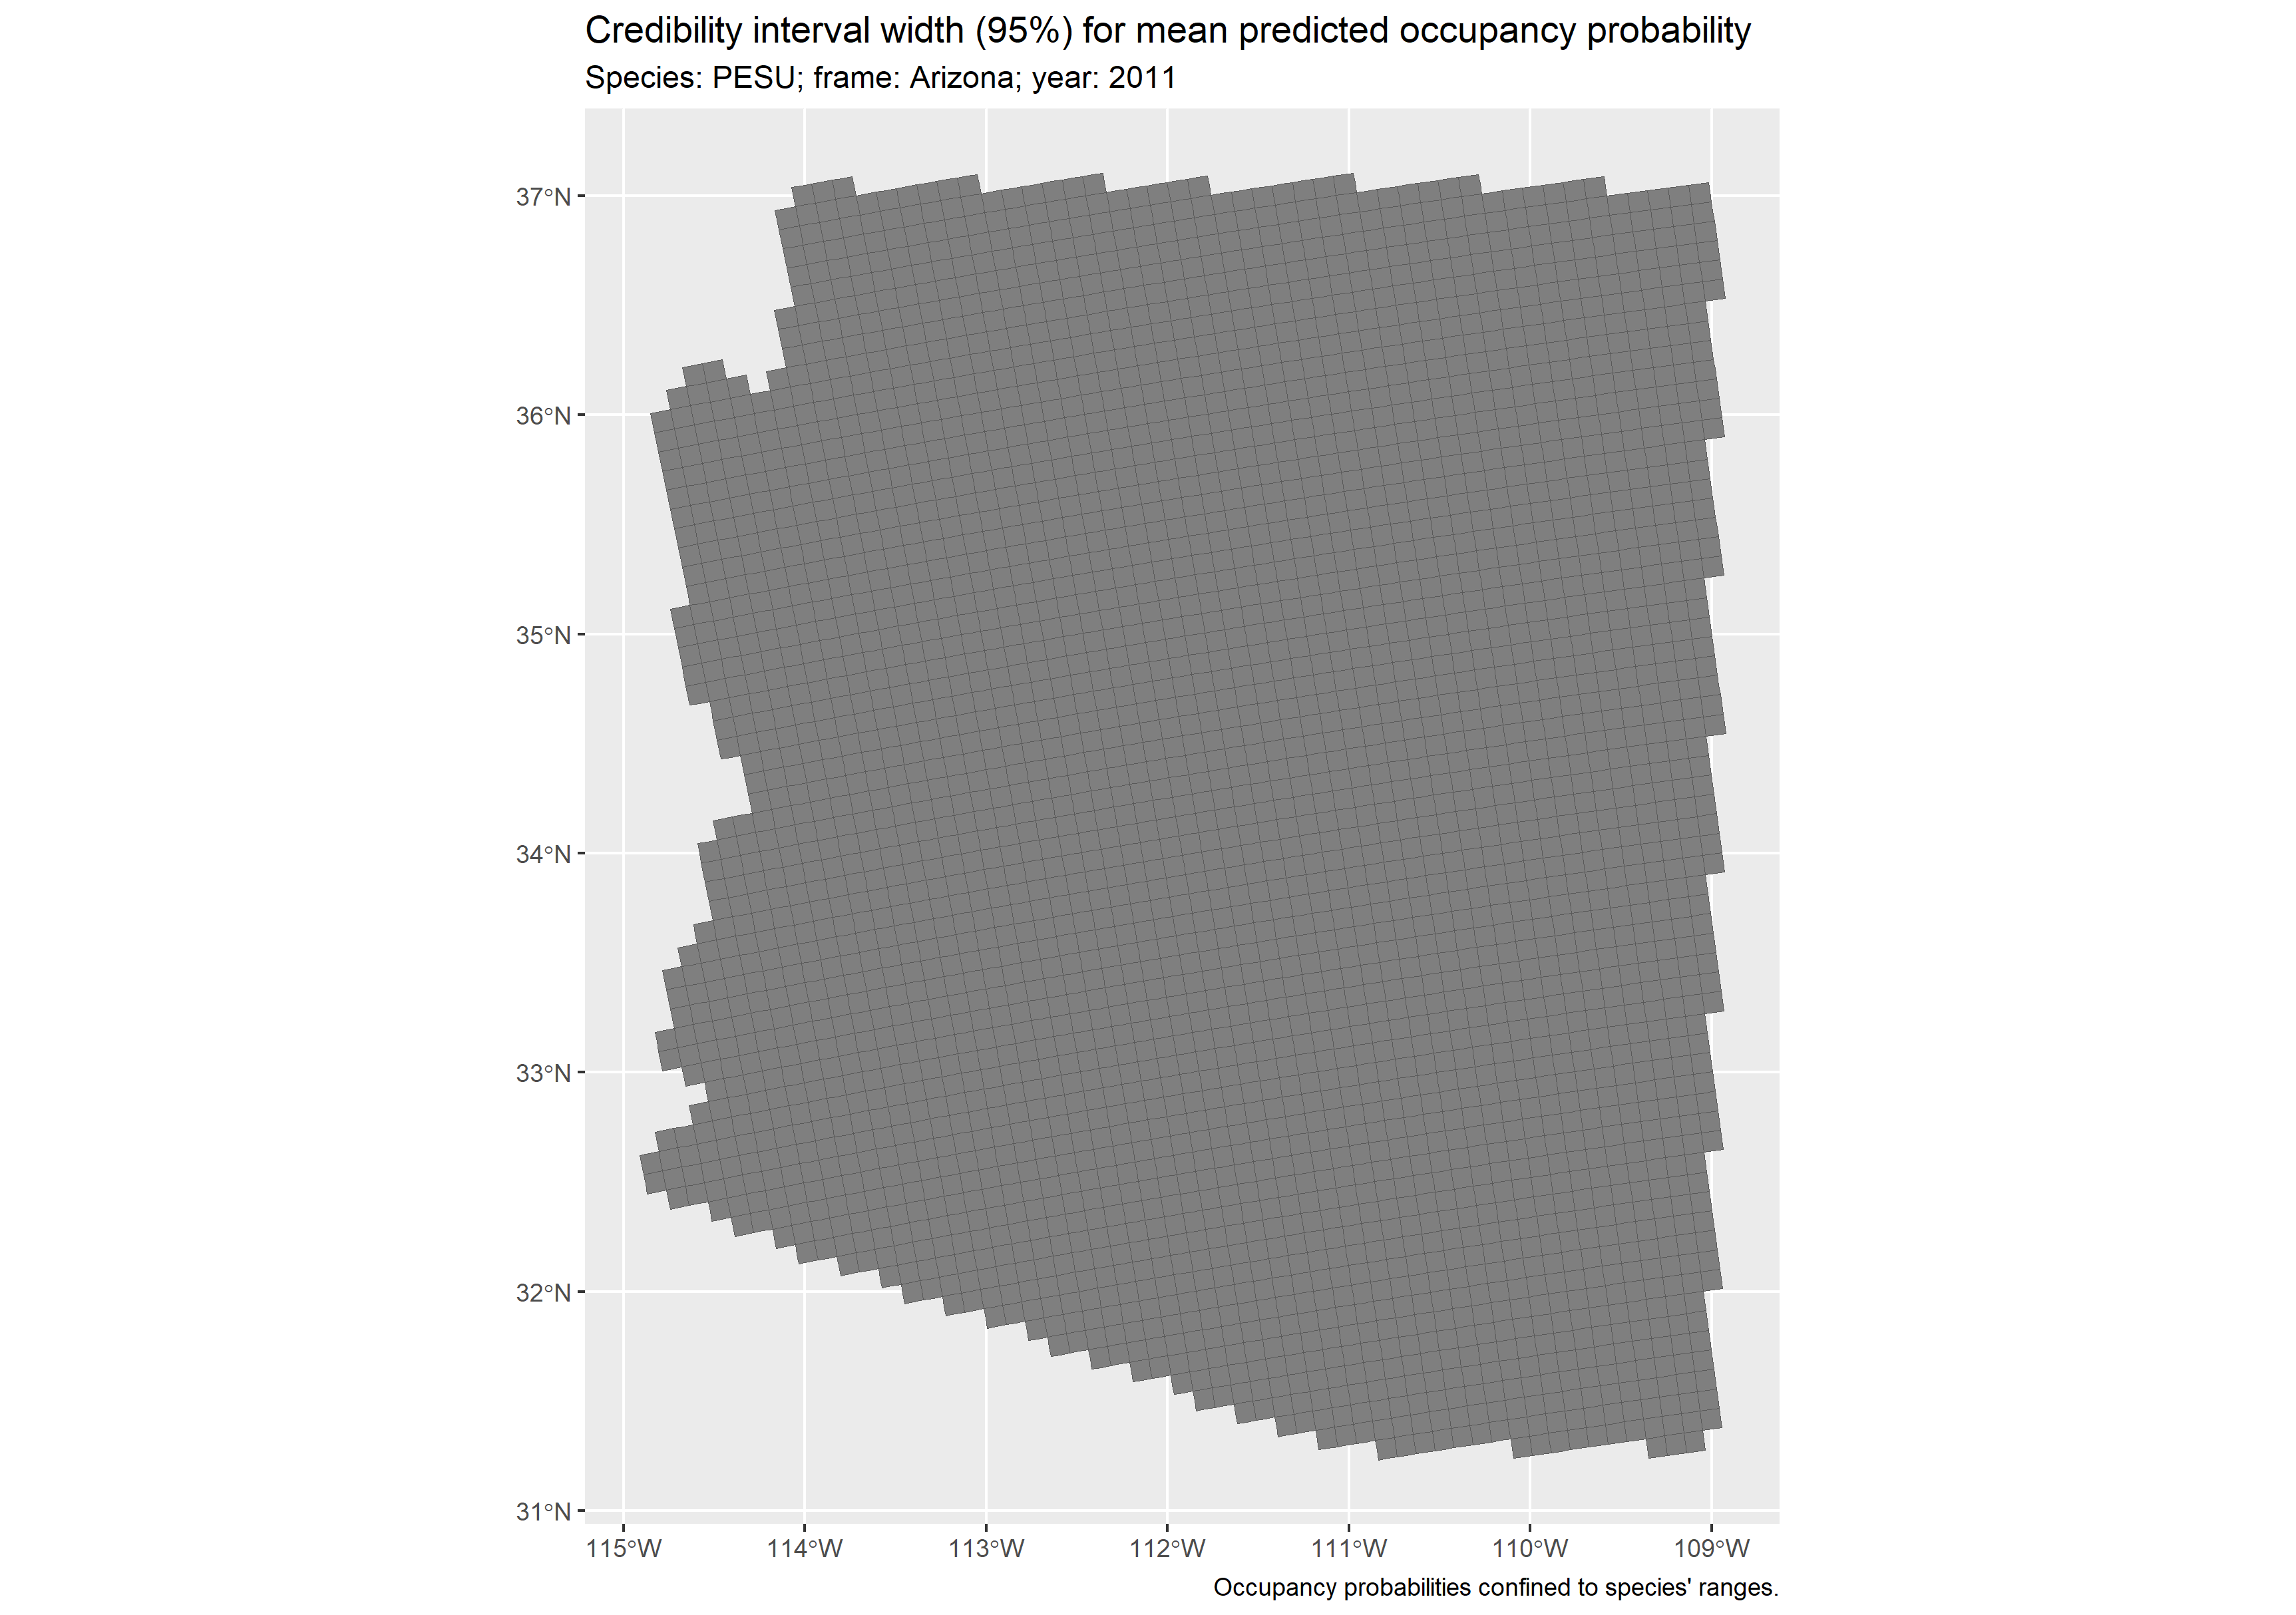 Credibility interval width (95%) for mean predicted occupancy probability
Species: PESU; frame: Arizona; year: 2011
37°N
36°N
35°N
34°N
33°N
32°N
31°N
115°W 114°W 113°W 112°W 111°W 110°W 109°W
Occupancy probabilities confined to species' ranges.